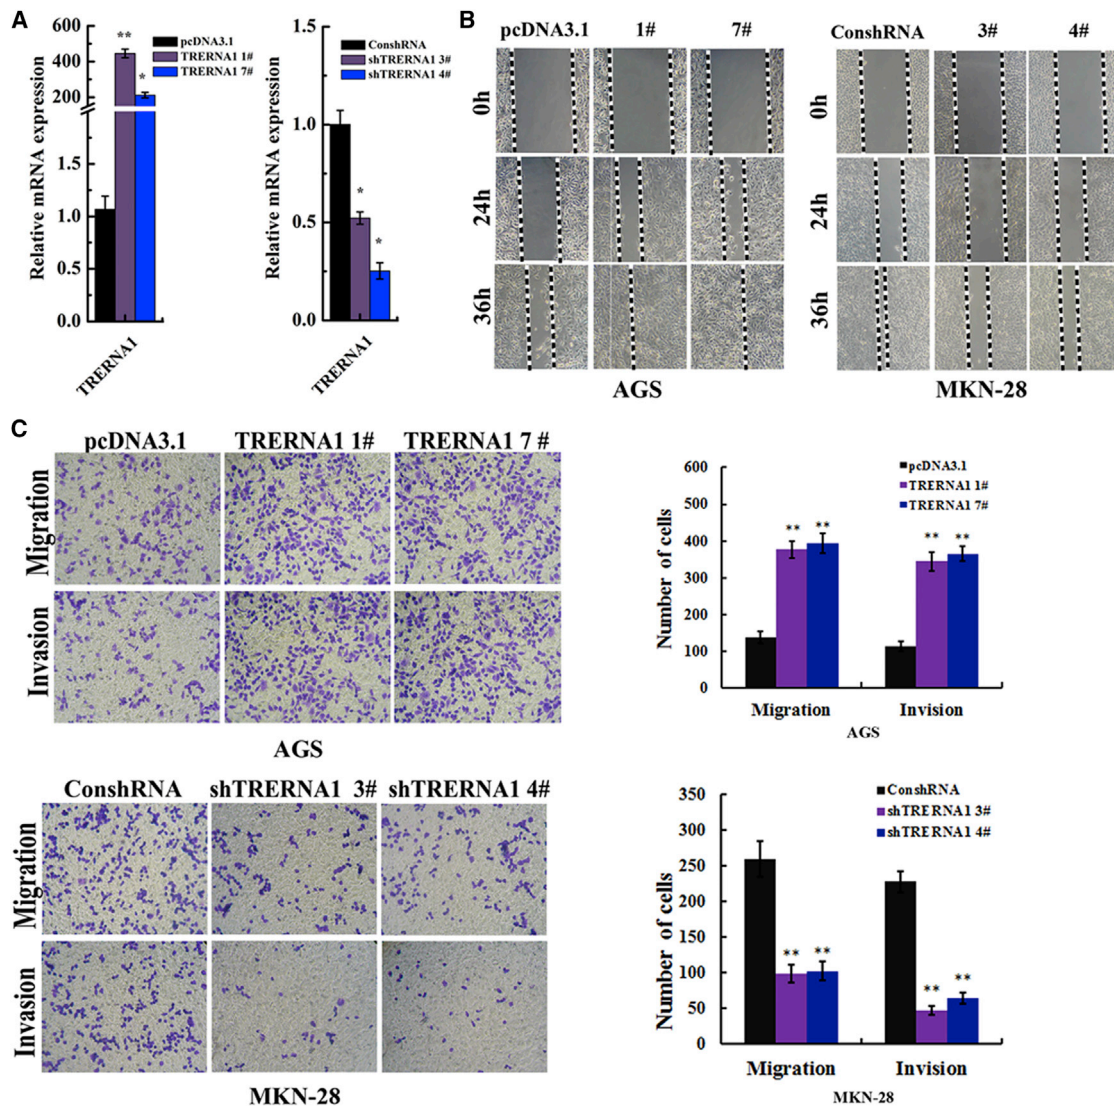 A
Relative mRNA expression
600
400
200
1.5
1.0
0.5
0.0
**
*
pcDNA3.1
TRERNA1 1#
TRERNA1 7#
TRERNA1
Relative mRNA expression
1.5
1.0
0.5
0.0
*
*
ConshRNA
shTRERNA1 3#
shTRERNA1 4#
TRERNA1
B
pcDNA3.1 1# 7#
0h
24h
36h
AGS
ConshRNA 3# 4#
0h
24h
36h
MKN-28
C
pcDNA3.1 TRERNA1 1# TRERNA1 7 #
Migration
Invasion
AGS
Number of cells
600
500
400
300
200
100
0
pcDNA3.1
TRERNA1 1#
TRERNA1 7#
** ** ** **
Migration Invision
AGS
ConshRNA shTRERNA1 3# shTRERNA1 4#
Migration
Invasion
MKN-28
Number of cells
350
300
250
200
150
100
50
0
ConshRNA
shTRERNA1 3#
shTRERNA1 4#
** ** ** **
Migration Invasion
MKN-28